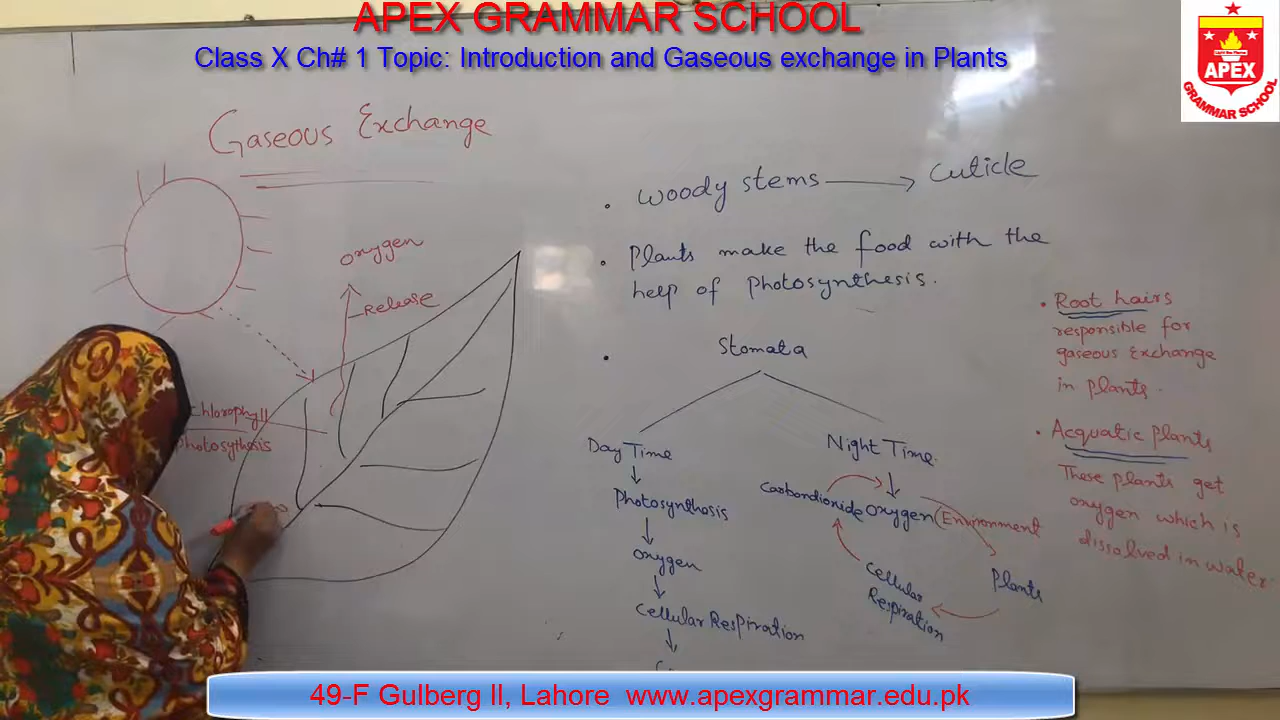 APEX GRAMMAR SCHOOL
Class X Ch# 1 Topic: Introduction and Gaseous exchange in Plants
Light the Flame
APEX
GRAMMAR SCHOOL
Gaseous Exchange
oxygen
Release
chlorophyll
photosythesis
• woody stems → cuticle
• Plants make the food with the
help of Photosynthesis.
• Stomata
Day Time
Photosynthesis
oxygen
Cellular Respiration
Night Time
Carbondioxide oxygen (Environment
Plants
Cellular
Respiration
• Root hairs
responsible for
gaseous Exchange
in plants.
• Acquatic Plants
These plants get
oxygen which is
dissolved in water
49-F Gulberg II, Lahore www.apexgrammar.edu.pk